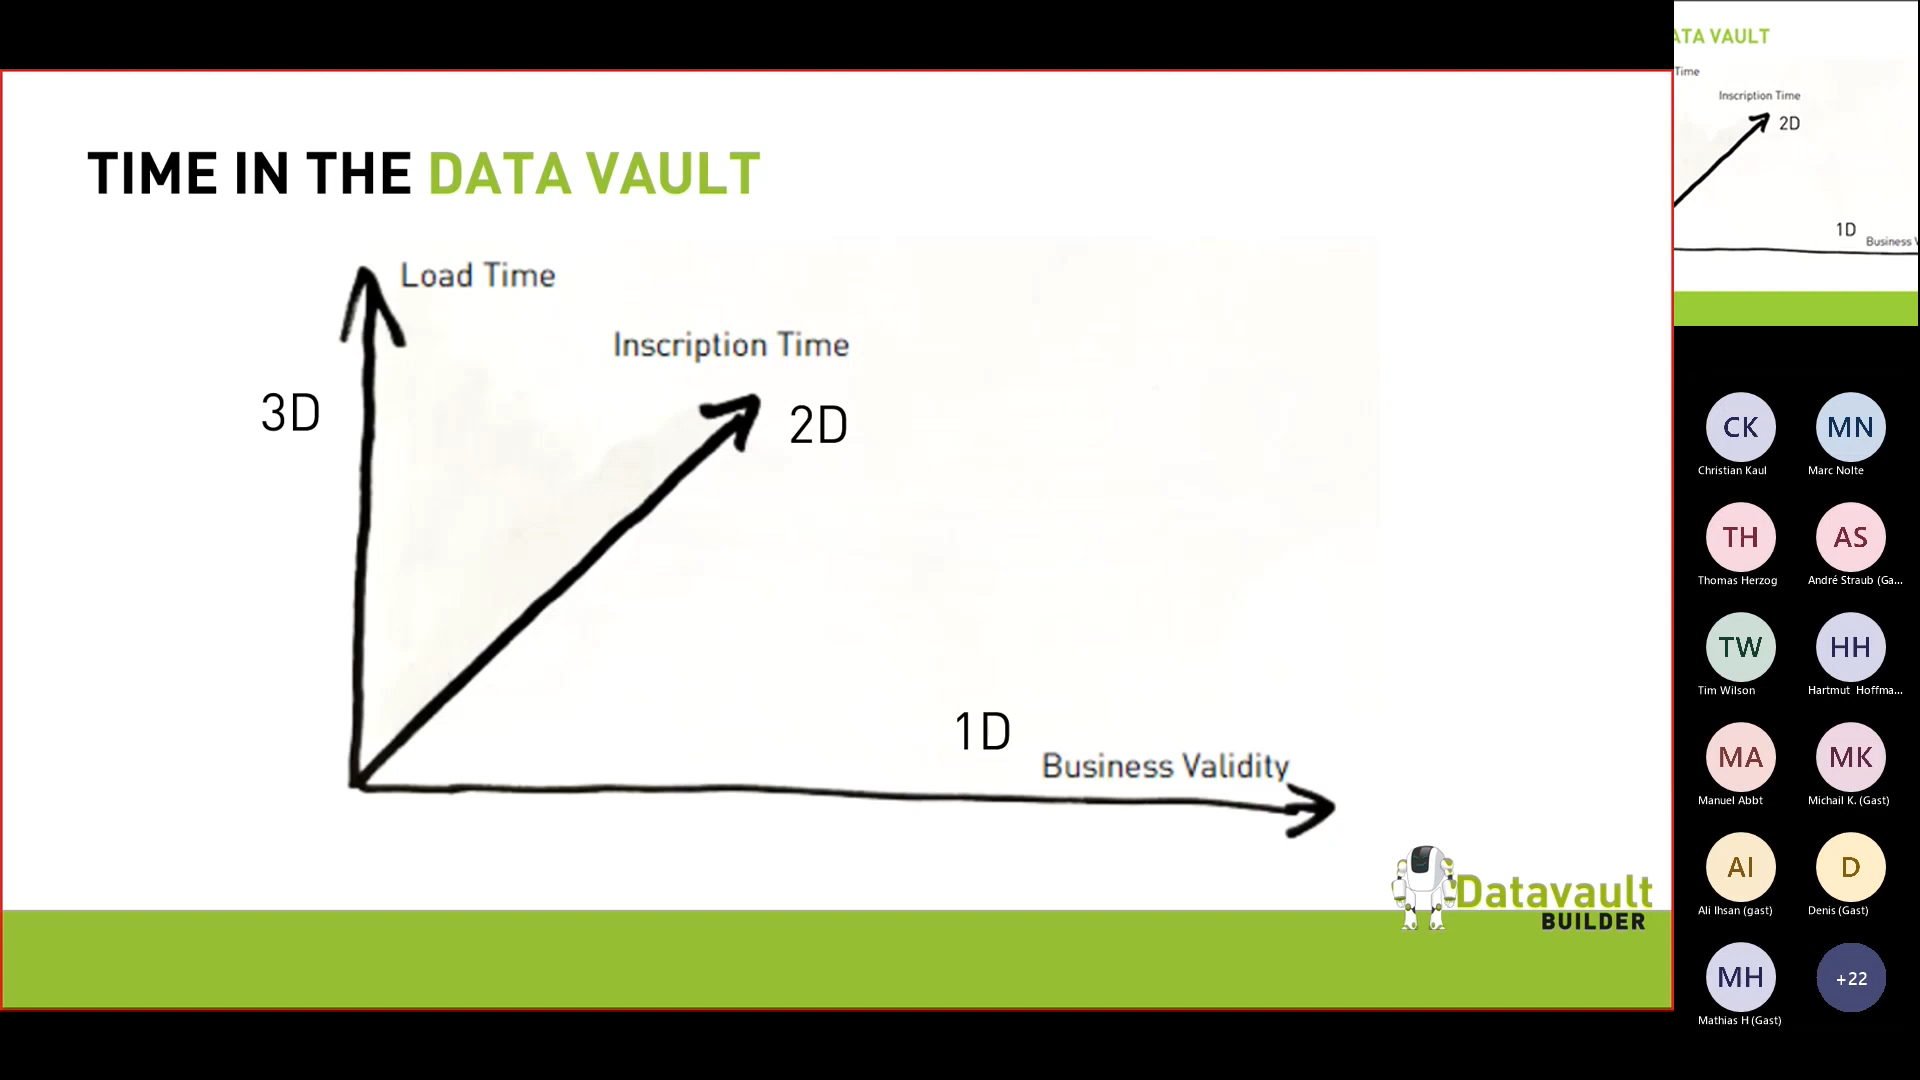 TIME IN THE DATA VAULT
Load Time
Inscription Time
3D
2D
1D
Business Validity
Datavault
BUILDER
ATA VAULT
Time
Inscription Time
2D
1D
Business V
CK
MN
Christian Kaul
Marc Nolte
TH
AS
Thomas Herzog
André Straub (Ga...
TW
HH
Tim Wilson
Hartmut Hoffma...
MA
MK
Manuel Abbt
Michail K. (Gast)
AI
D
Ali Ihsan (gast)
Denis (Gast)
MH
+22
Mathias H (Gast)